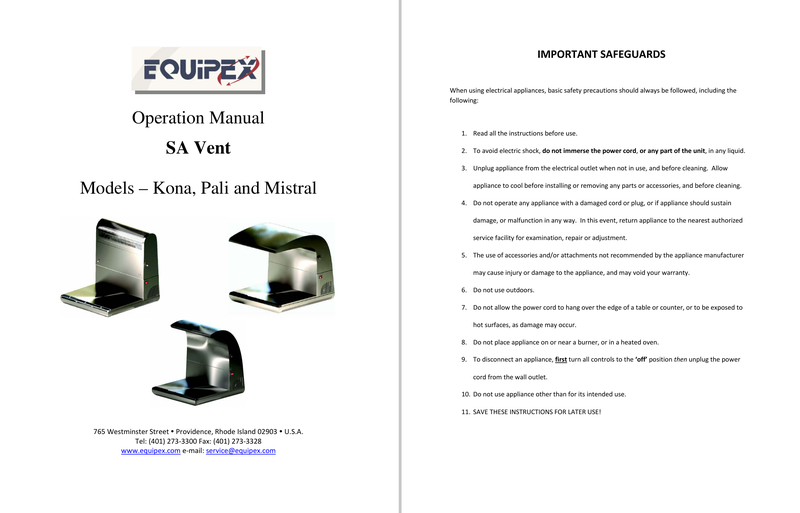 EQUIPEX
Operation Manual
SA Vent
Models – Kona, Pali and Mistral
765 Westminster Street • Providence, Rhode Island 02903 • U.S.A.
Tel: (401) 273-3300 Fax: (401) 273-3328
www.equipex.com e-mail: service@equipex.com
IMPORTANT SAFEGUARDS
When using electrical appliances, basic safety precautions should always be followed, including the
following:
1. Read all the instructions before use.
2. To avoid electric shock, do not immerse the power cord, or any part of the unit, in any liquid.
3. Unplug appliance from the electrical outlet when not in use, and before cleaning. Allow
appliance to cool before installing or removing any parts or accessories, and before cleaning.
4. Do not operate any appliance with a damaged cord or plug, or if appliance should sustain
damage, or malfunction in any way. In this event, return appliance to the nearest authorized
service facility for examination, repair or adjustment.
5. The use of accessories and/or attachments not recommended by the appliance manufacturer
may cause injury or damage to the appliance, and may void your warranty.
6. Do not use outdoors.
7. Do not allow the power cord to hang over the edge of a table or counter, or to be exposed to
hot surfaces, as damage may occur.
8. Do not place appliance on or near a burner, or in a heated oven.
9. To disconnect an appliance, first turn all controls to the ‘off’ position then unplug the power
cord from the wall outlet.
10. Do not use appliance other than for its intended use.
11. SAVE THESE INSTRUCTIONS FOR LATER USE!